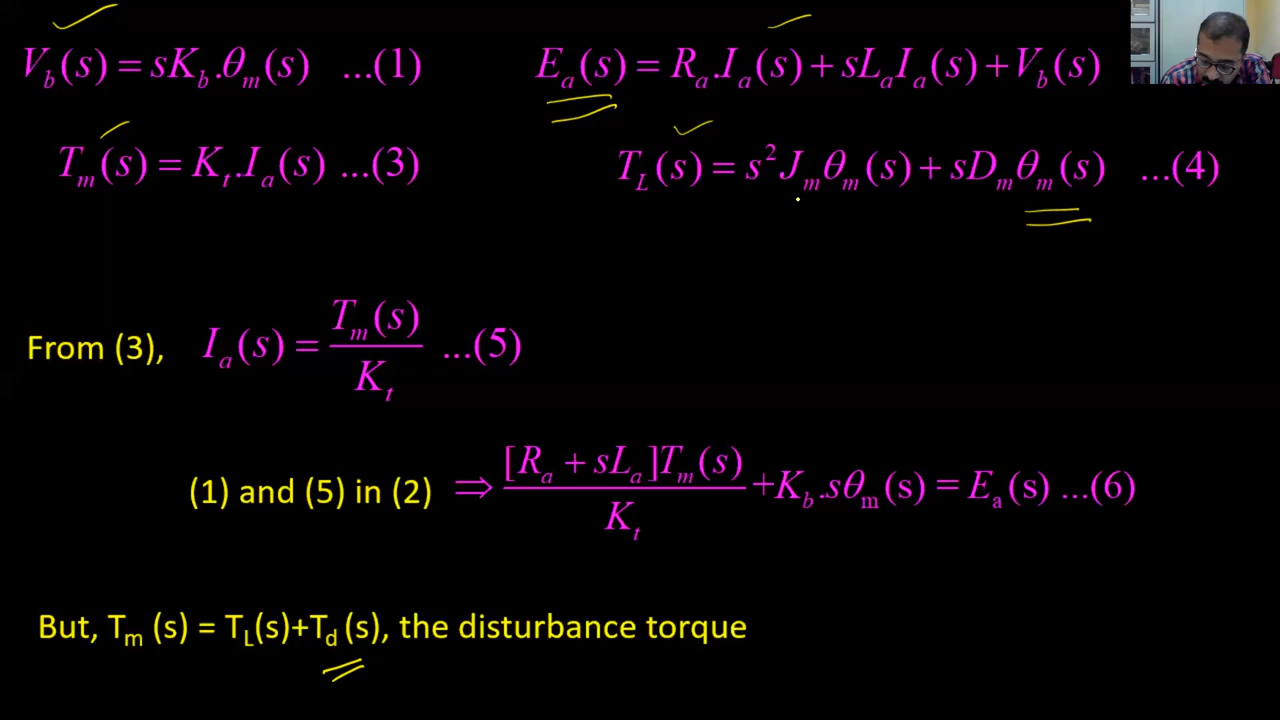 V_b(s) = sK_b.θ_m(s) ...(1)
E_a(s) = R_a.I_a(s) + sL_aI_a(s) + V_b(s)
T_m(s) = K_t.I_a(s) ...(3)
T_L(s) = s²J_mθ_m(s) + sD_mθ_m(s) ...(4)
From (3), I_a(s) = T_m(s)/K_t ...(5)
(1) and (5) in (2) ⇒ [R_a + sL_a]T_m(s)/K_t +K_b.sθ_m(s) = E_a(s) ...(6)
But, T_m (s) = T_L(s)+T_d (s), the disturbance torque